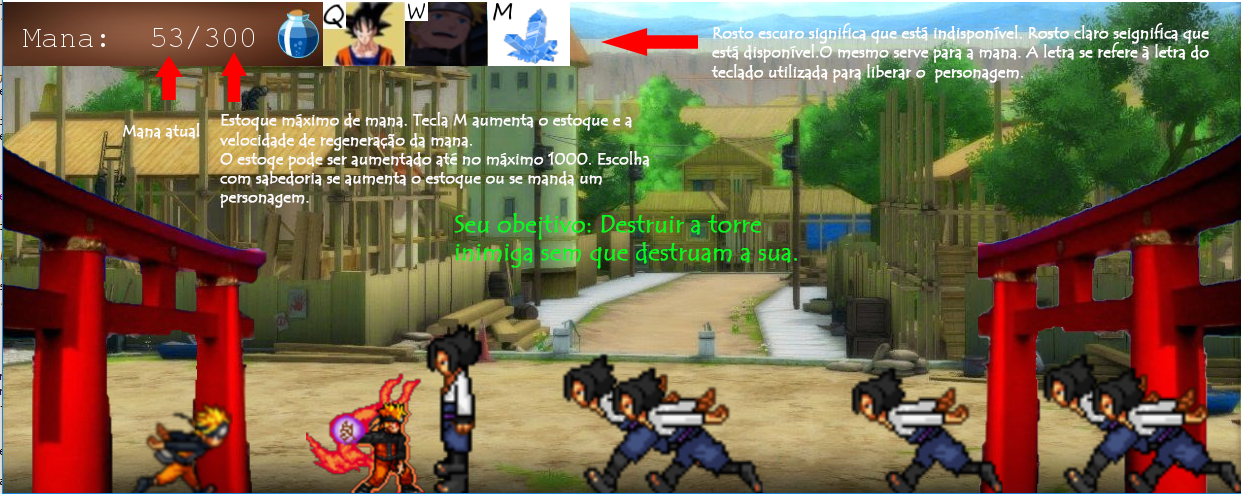 Mana: 53/300
Q
W
M
Rosto escuro significa que está indisponível. Rosto claro seignifica que
está disponível.O mesmo serve para a mana. A letra se refere à letra do
teclado utilizada para liberar o personagem.
Mana atual
Estoque máximo de mana. Tecla M aumenta o estoque e a
velocidade de regeneração da mana.
O estoqe pode ser aumentado até no máximo 1000. Escolha
com sabedoria se aumenta o estoque ou se manda um
personagem.
Seu obejtivo: Destruir a torre
inimiga sem que destruam a sua.